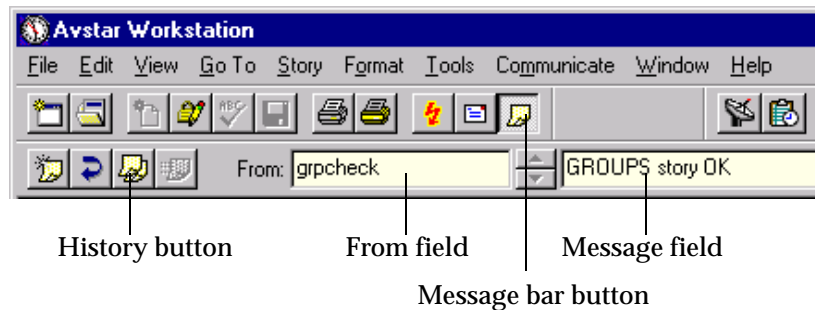 Avstar Workstation
File Edit View Go To Story Format Tools Communicate Window Help
ABC
From: grpcheck GROUPS story OK
History button From field Message field
Message bar button